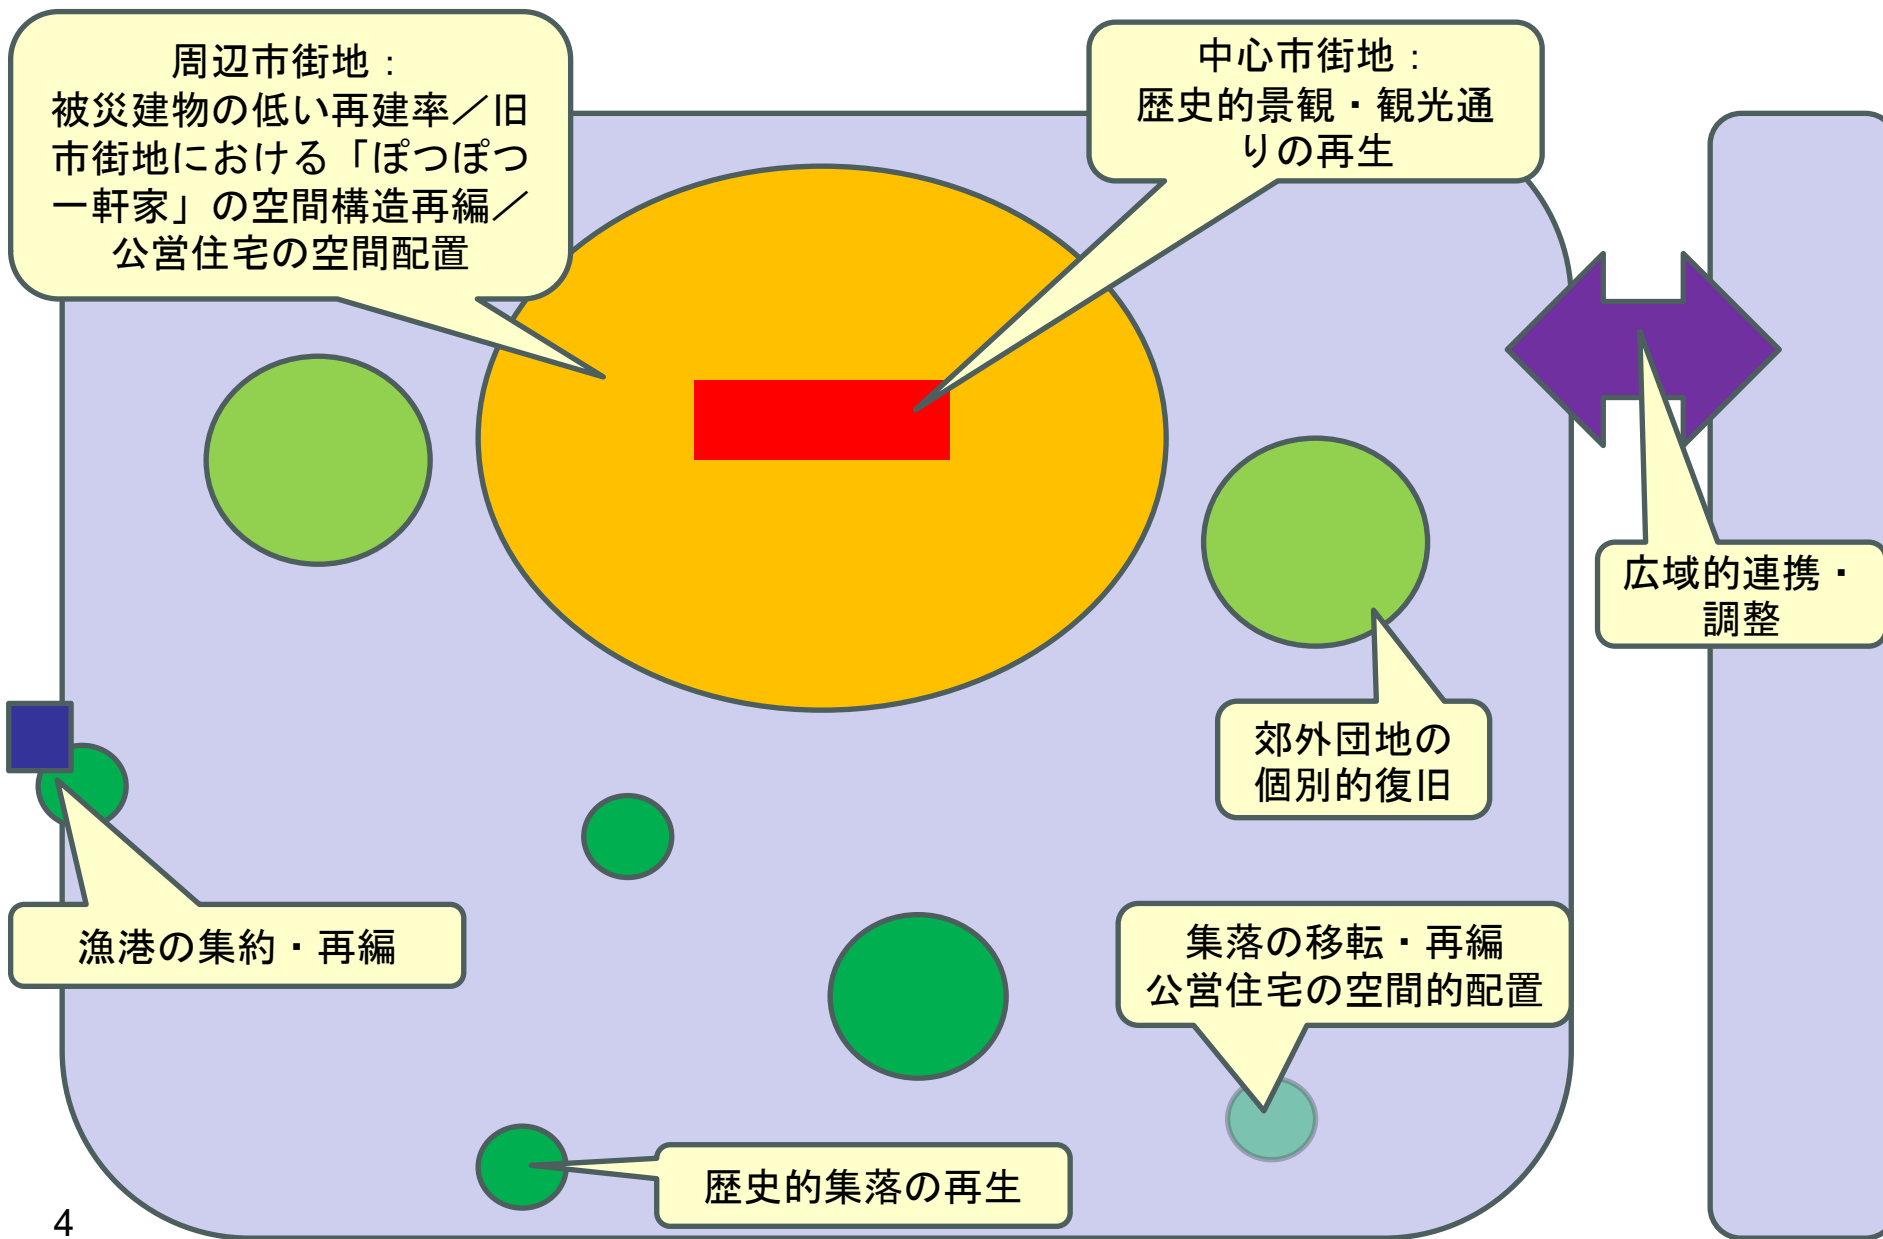 周辺市街地：
被災建物の低い再建率／旧
市街地における「ぽつぽつ
一軒家」の空間構造再編／
公営住宅の空間配置
中心市街地：
歴史的景観・観光通
りの再生
広域的連携・
調整
郊外団地の
個別的復旧
漁港の集約・再編
集落の移転・再編
公営住宅の空間的配置
歴史的集落の再生
4